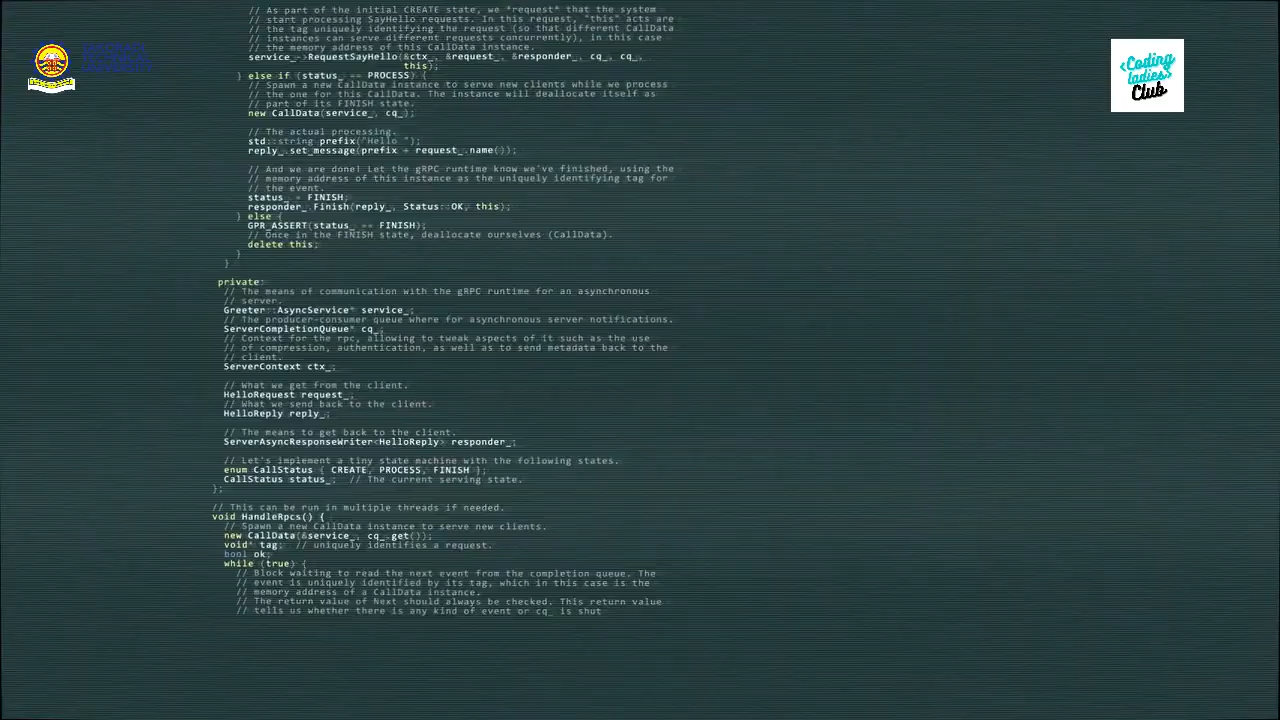 // As part of the initial CREATE state, we *request* that the system
// start processing SayHello requests. In this request, "this" acts are
// the tag uniquely identifying the request (so that different CallData
// instances can serve different requests concurrently), in this case
// the memory address of this CallData instance.
service_->RequestSayHello(&ctx_, &request_, &responder_, cq_, cq_,
this);
} else if (status_ == PROCESS) {
// Spawn a new CallData instance to serve new clients while we process
// the one for this CallData. The instance will deallocate itself as
// part of its FINISH state.
new CallData(service_, cq_);
// The actual processing.
std::string prefix("Hello ");
reply_.set_message(prefix + request_.name());
// And we are done! Let the gRPC runtime know we've finished, using the
// memory address of this instance as the uniquely identifying tag for
// the event.
status_ = FINISH;
responder_.Finish(reply_, Status::OK, this);
} else {
GPR_ASSERT(status_ == FINISH);
// Once in the FINISH state, deallocate ourselves (CallData).
delete this;
}
}
private:
// The means of communication with the gRPC runtime for an asynchronous
// server.
Greeter::AsyncService* service_;
// The producer-consumer queue where for asynchronous server notifications.
ServerCompletionQueue* cq_;
// Context for the rpc, allowing to tweak aspects of it such as the use
// of compression, authentication, as well as to send metadata back to the
// client.
ServerContext ctx_;
// What we get from the client.
HelloRequest request_;
// What we send back to the client.
HelloReply reply_;
// The means to get back to the client.
ServerAsyncResponseWriter<HelloReply> responder_;
// Let's implement a tiny state machine with the following states.
enum CallStatus { CREATE, PROCESS, FINISH };
CallStatus status_; // The current serving state.
};
// This can be run in multiple threads if needed.
void HandleRpcs() {
// Spawn a new CallData instance to serve new clients.
new CallData(&service_, cq_.get());
void* tag; // uniquely identifies a request.
bool ok;
while (true) {
// Block waiting to read the next event from the completion queue. The
// event is uniquely identified by its tag, which in this case is the
// memory address of a CallData instance.
// The return value of Next should always be checked. This return value
// tells us whether there is any kind of event or cq_ is shut
<Coding
ladies>
Club